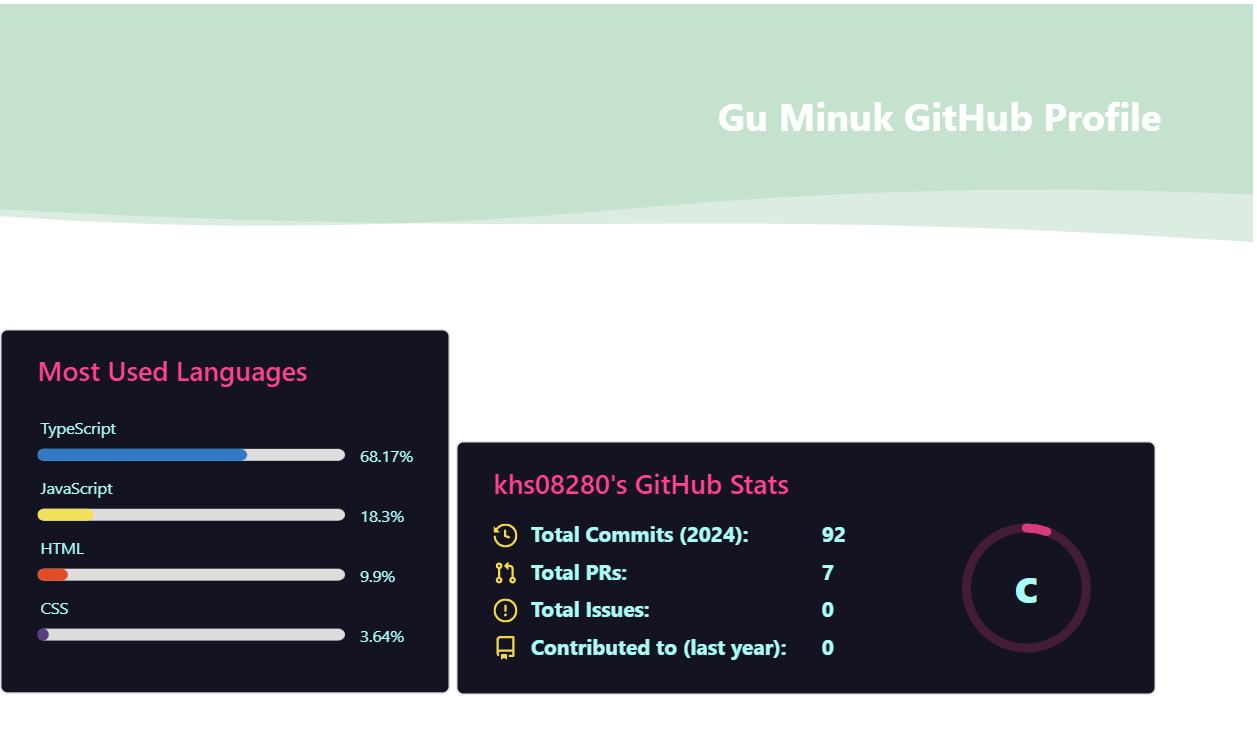 Gu Minuk GitHub Profile
Most Used Languages
TypeScript
68.17%
JavaScript
18.3%
HTML
9.9%
CSS
3.64%
khs08280's GitHub Stats
Total Commits (2024): 92
Total PRs: 7
Total Issues: 0
Contributed to (last year): 0
C